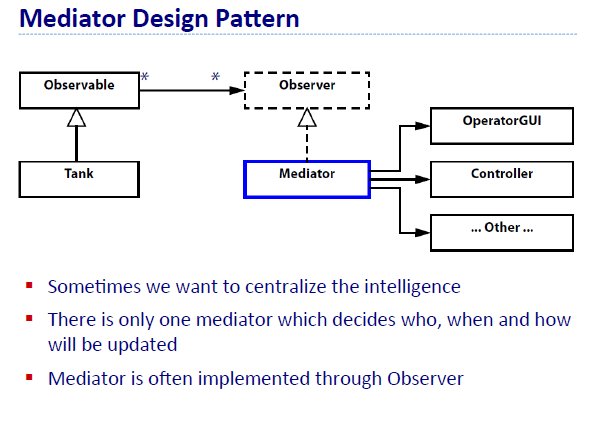 Mediator Design Pattern
Observable
*
*
Observer
OperatorGUI
Tank
Mediator
Controller
... Other ...
▪ Sometimes we want to centralize the intelligence
▪ There is only one mediator which decides who, when and how
will be updated
▪ Mediator is often implemented through Observer